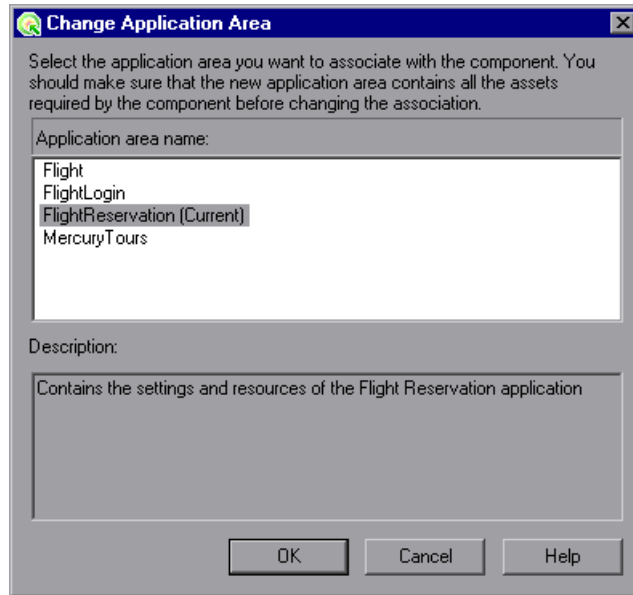 Change Application Area
Select the application area you want to associate with the component. You
should make sure that the new application area contains all the assets
required by the component before changing the association.
Application area name:
Flight
FlightLogin
FlightReservation (Current)
MercuryTours
Description:
Contains the settings and resources of the Flight Reservation application
OK
Cancel
Help